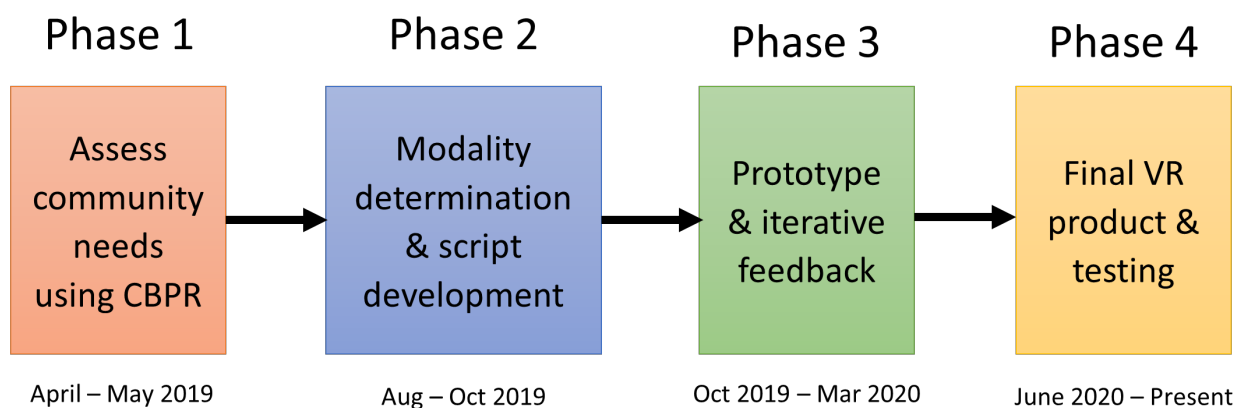 Phase 1
Assess
community
needs
using CBPR
April – May 2019
Phase 2
Modality
determination
& script
development
Aug – Oct 2019
Phase 3
Prototype
& iterative
feedback
Oct 2019 – Mar 2020
Phase 4
Final VR
product &
testing
June 2020 – Present